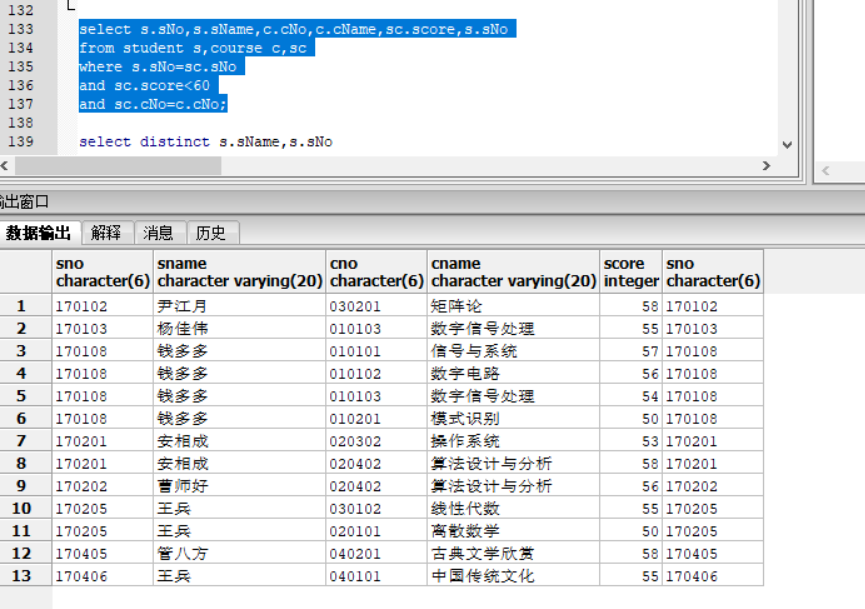 132
133 select s.sNo,s.sName,c.cNo,c.cName,sc.score,s.sNo
134 from student s,course c,sc
135 where s.sNo=sc.sNo
136 and sc.score<60
137 and sc.cNo=c.cNo;
138
139 select distinct s.sName,s.sNo
出窗口
数据输出 解释 消息 历史
sno sname cno cname score sno
character(6) character varying(20) character(6) character varying(20) integer character(6)
1 170102 尹江月 030201 矩阵论 58 170102
2 170103 杨佳伟 010103 数字信号处理 55 170103
3 170108 钱多多 010101 信号与系统 57 170108
4 170108 钱多多 010102 数字电路 56 170108
5 170108 钱多多 010103 数字信号处理 54 170108
6 170108 钱多多 010201 模式识别 50 170108
7 170201 安相成 020302 操作系统 53 170201
8 170201 安相成 020402 算法设计与分析 58 170201
9 170202 曹师好 020402 算法设计与分析 56 170202
10 170205 王兵 030102 线性代数 55 170205
11 170205 王兵 020101 离散数学 50 170205
12 170405 管八方 040201 古典文学欣赏 58 170405
13 170406 王兵 040101 中国传统文化 55 170406